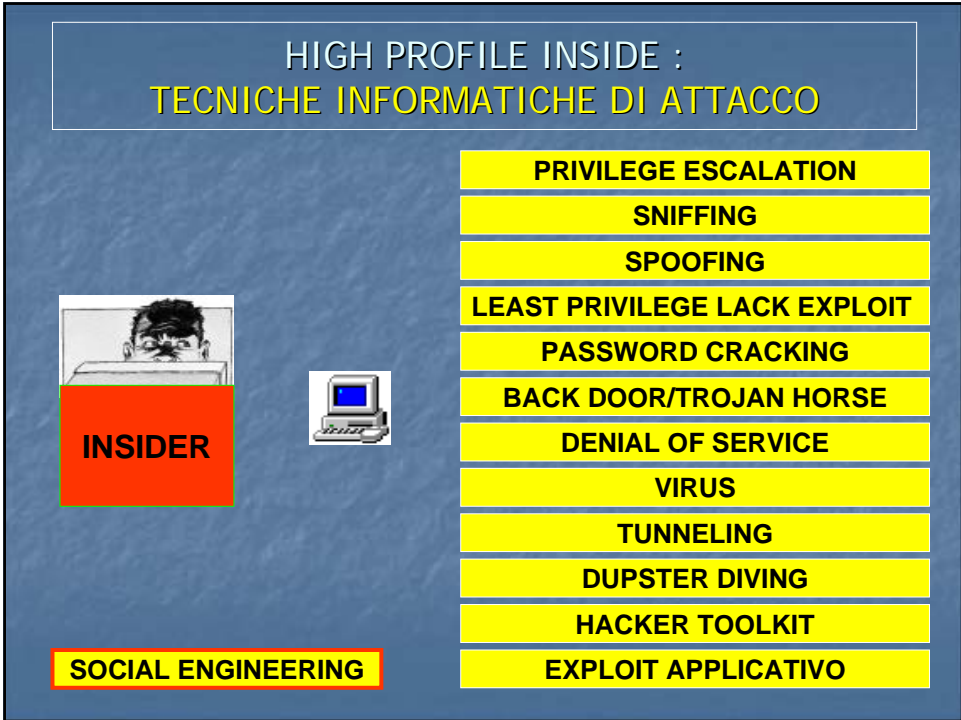 HIGH PROFILE INSIDE :
TECNICHE INFORMATICHE DI ATTACCO
PRIVILEGE ESCALATION
SNIFFING
SPOOFING
LEAST PRIVILEGE LACK EXPLOIT
PASSWORD CRACKING
BACK DOOR/TROJAN HORSE
INSIDER
DENIAL OF SERVICE
VIRUS
TUNNELING
DUPSTER DIVING
HACKER TOOLKIT
SOCIAL ENGINEERING
EXPLOIT APPLICATIVO